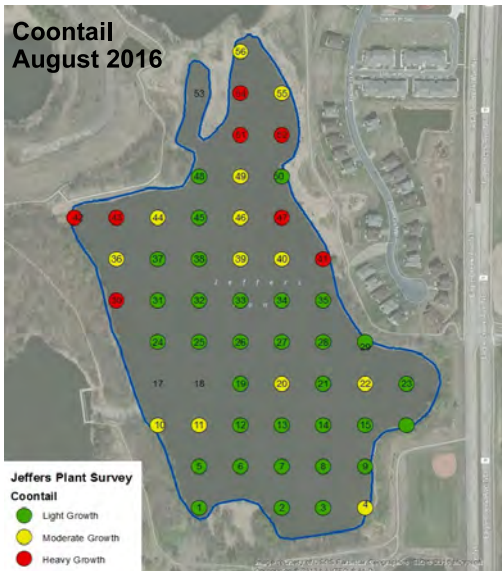 Coontail
August 2016
56
53 54 55
51 52
48 49 50
42 43 44 45 46 47
36 37 38 39 40 41
Jeffers
30 31 32 33 34 35
24 25 26 27 28 29
17 18 19 20 21 22 23
10 11 12 13 14 15
5 6 7 8 9
1 2 3 4
Jeffers Plant Survey
Coontail
Light Growth
Moderate Growth
Heavy Growth